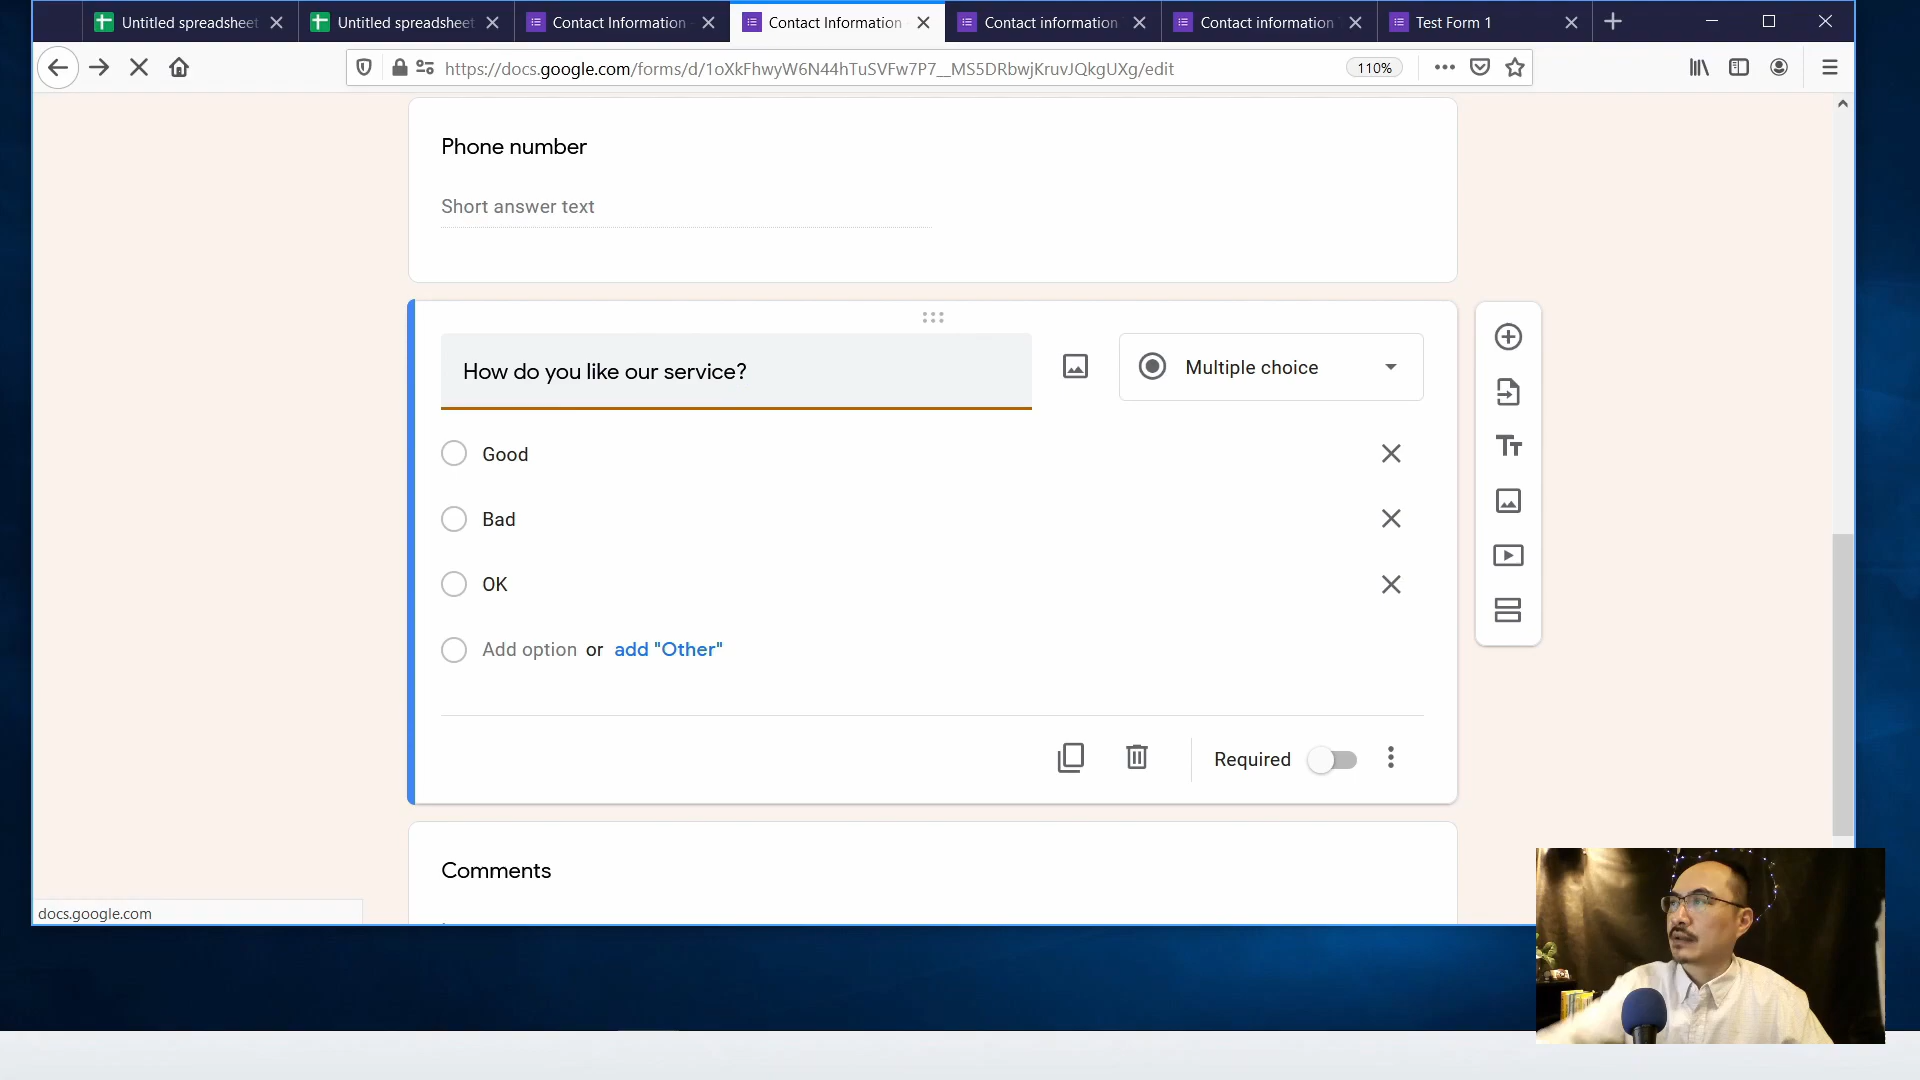 Untitled spreadsheet
Untitled spreadsheet
Contact Information -
Contact Information
Contact information
Contact information
Test Form 1
https://docs.google.com/forms/d/1oXkFhwyW6N44hTuSVFw7P7__MS5DRbwjKruvJQkgUXg/edit
110%
Phone number
Short answer text
How do you like our service?
Multiple choice
Good
Bad
OK
Add option or add "Other"
Required
Comments
docs.google.com